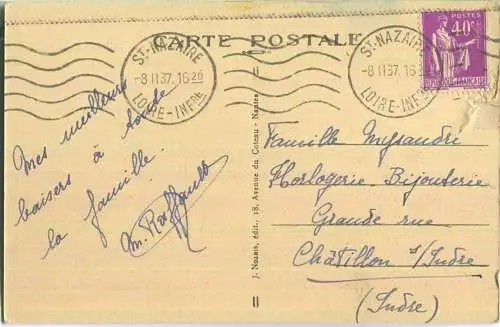 CARTE POSTALE
ST-NAZAIRE
-8 II 37. 16 20
LOIRE-INFRE
ST-NAZAIRE
-8 II 37. 16
LOIRE-INFRE
POSTES
40c
Mes meilleurs
baisers à toute
la famille.
J. Nozais, édit., 18, Avenue du Coteau - Nantes
Famille
Horlogerie-Bijouterie
Grande rue
Châtillon s/Indre
(Indre)